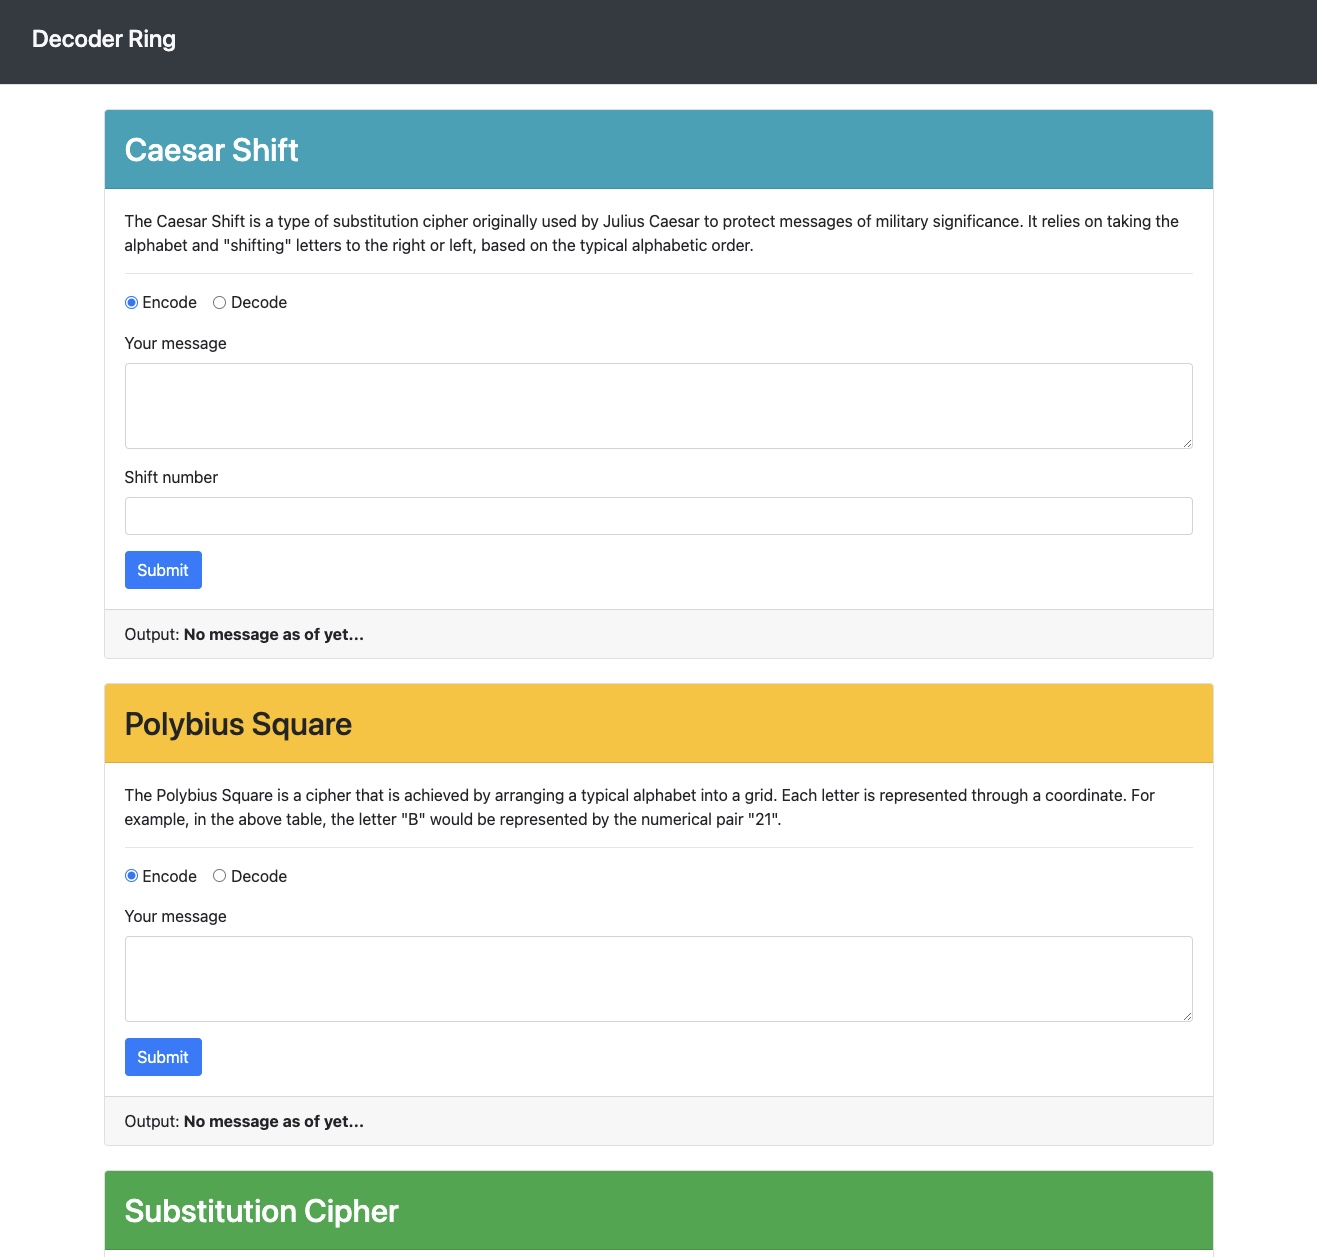 Decoder Ring
Caesar Shift
The Caesar Shift is a type of substitution cipher originally used by Julius Caesar to protect messages of military significance. It relies on taking the
alphabet and "shifting" letters to the right or left, based on the typical alphabetic order.
Encode Decode
Your message
Shift number
Submit
Output: No message as of yet...
Polybius Square
The Polybius Square is a cipher that is achieved by arranging a typical alphabet into a grid. Each letter is represented through a coordinate. For
example, in the above table, the letter "B" would be represented by the numerical pair "21".
Encode Decode
Your message
Submit
Output: No message as of yet...
Substitution Cipher